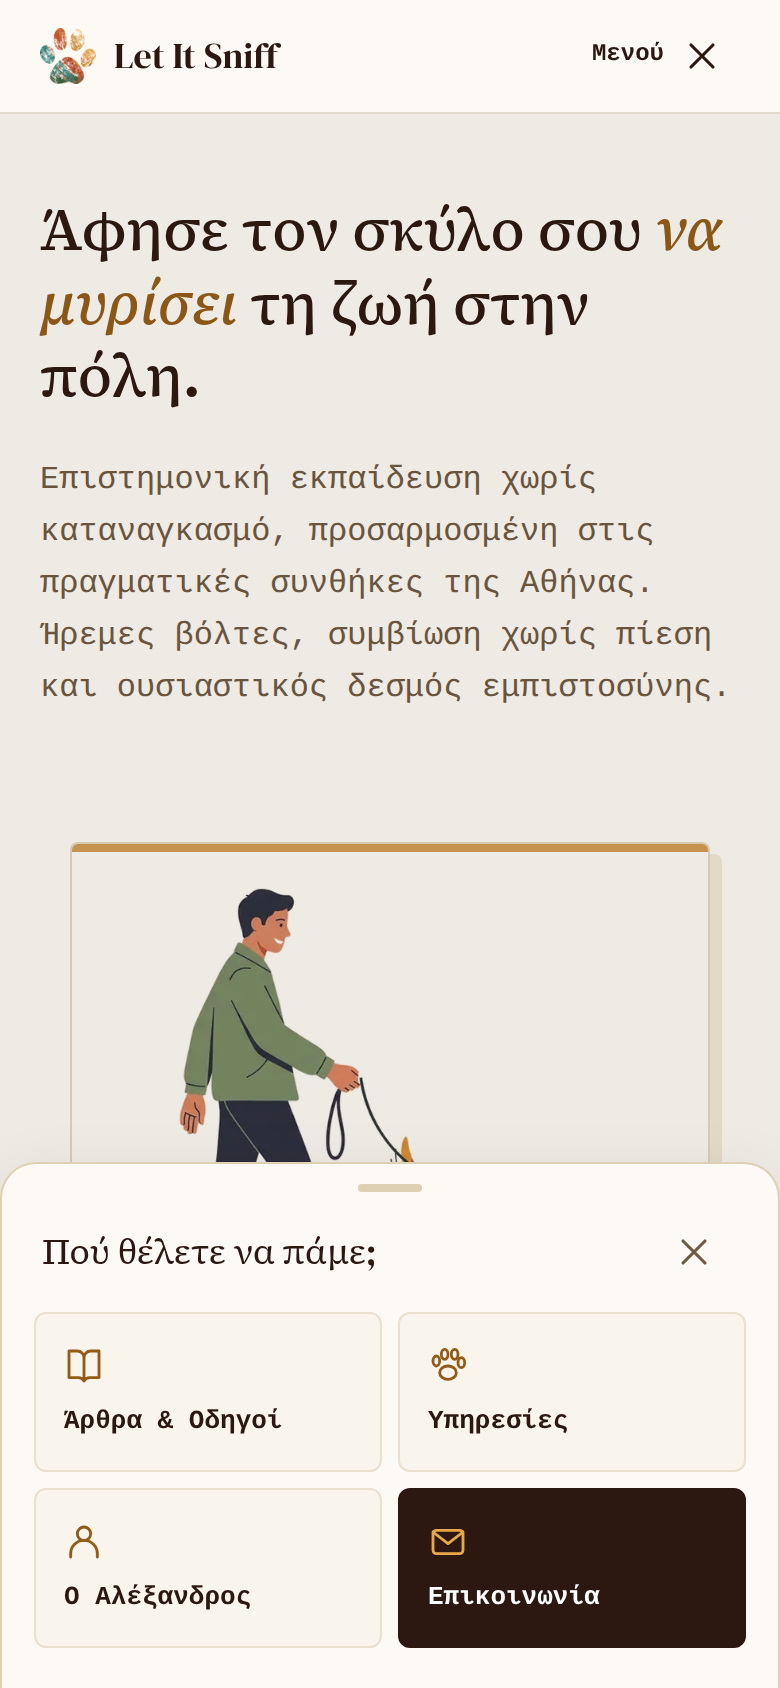 Let It Sniff
Μενού
Άφησε τον σκύλο σου να
μυρίσει τη ζωή στην
πόλη.
Επιστημονική εκπαίδευση χωρίς
καταναγκασμό, προσαρμοσμένη στις
πραγματικές συνθήκες της Αθήνας.
Ήρεμες βόλτες, συμβίωση χωρίς πίεση
και ουσιαστικός δεσμός εμπιστοσύνης.
Πού θέλετε να πάμε;
Άρθρα & Οδηγοί
Υπηρεσίες
Ο Αλέξανδρος
Επικοινωνία